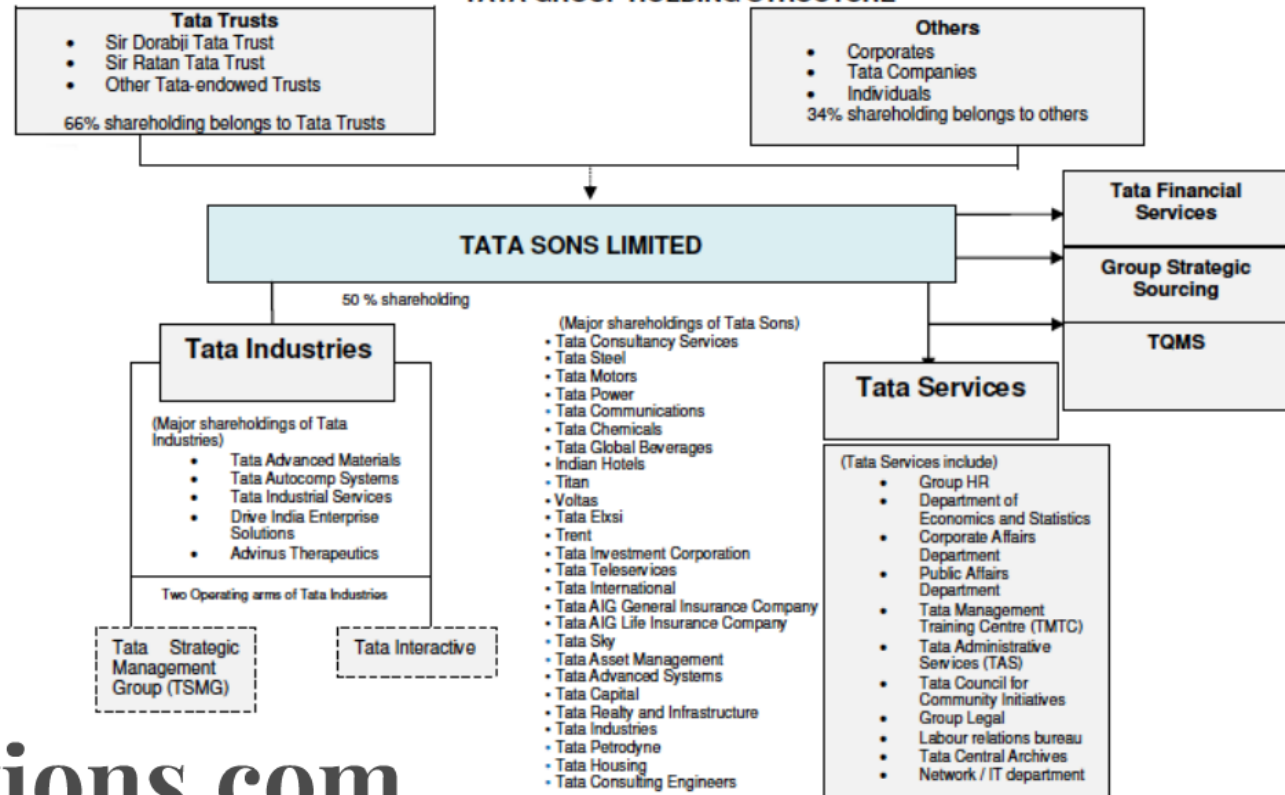 TATA GROUP HOLDING STRUCTURE
Tata Trusts
• Sir Dorabji Tata Trust
• Sir Ratan Tata Trust
• Other Tata-endowed Trusts
66% shareholding belongs to Tata Trusts
Others
• Corporates
• Tata Companies
• Individuals
34% shareholding belongs to others
TATA SONS LIMITED
Tata Financial
Services
Group Strategic
Sourcing
TQMS
50 % shareholding
Tata Industries
(Major shareholdings of Tata
Industries)
• Tata Advanced Materials
• Tata Autocomp Systems
• Tata Industrial Services
• Drive India Enterprise
Solutions
• Advinus Therapeutics
Two Operating arms of Tata Industries
Tata Strategic
Management
Group (TSMG)
Tata Interactive
(Major shareholdings of Tata Sons)
• Tata Consultancy Services
• Tata Steel
• Tata Motors
• Tata Power
• Tata Communications
• Tata Chemicals
• Tata Global Beverages
• Indian Hotels
• Titan
• Voltas
• Tata Elxsi
• Trent
• Tata Investment Corporation
• Tata Teleservices
• Tata International
• Tata AIG General Insurance Company
• Tata AIG Life Insurance Company
• Tata Sky
• Tata Asset Management
• Tata Advanced Systems
• Tata Capital
• Tata Realty and Infrastructure
• Tata Industries
• Tata Petrodyne
• Tata Housing
• Tata Consulting Engineers
Tata Services
(Tata Services include)
• Group HR
• Department of
Economics and Statistics
• Corporate Affairs
Department
• Public Affairs
Department
• Tata Management
Training Centre (TMTC)
• Tata Administrative
Services (TAS)
• Tata Council for
Community Initiatives
• Group Legal
• Labour relations bureau
• Tata Central Archives
• Network / IT department
tions.com